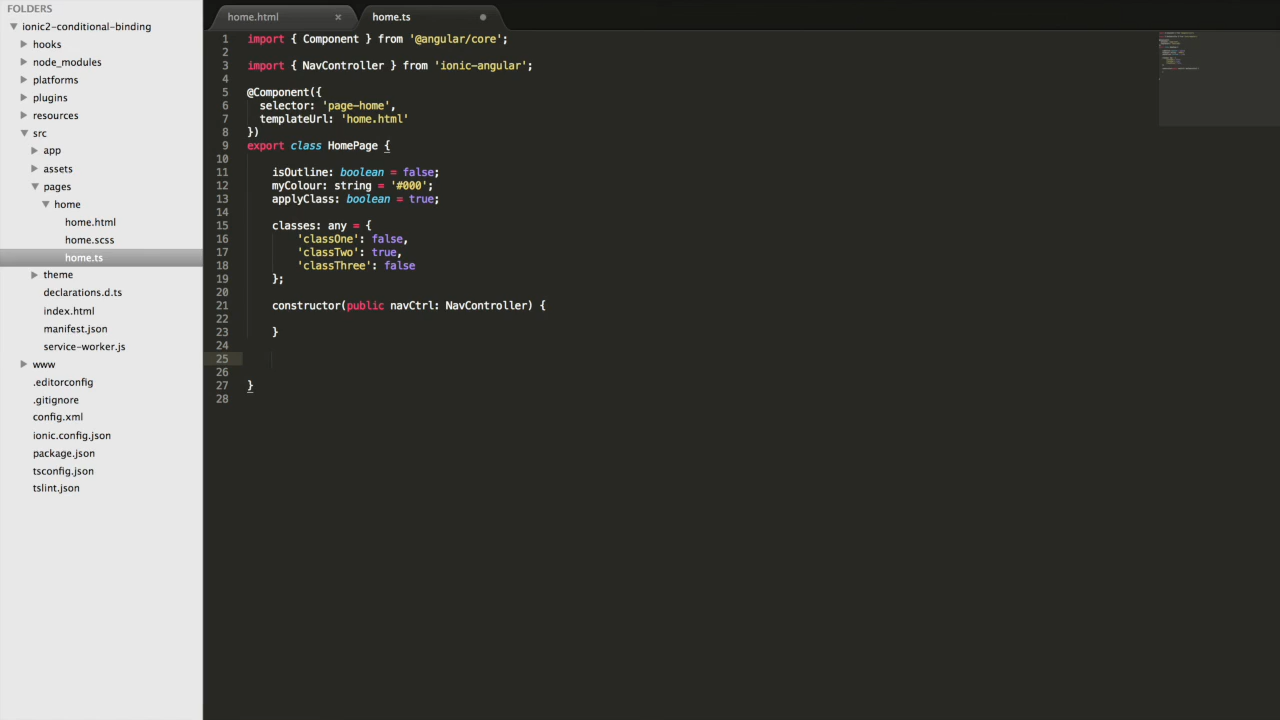 FOLDERS
ionic2-conditional-binding
hooks
node_modules
platforms
plugins
resources
src
app
assets
pages
home
home.html
home.scss
home.ts
theme
declarations.d.ts
index.html
manifest.json
service-worker.js
www
.editorconfig
.gitignore
config.xml
ionic.config.json
package.json
tsconfig.json
tslint.json
home.html
home.ts
1 import { Component } from '@angular/core';
2
3 import { NavController } from 'ionic-angular';
4
5 @Component({
6 selector: 'page-home',
7 templateUrl: 'home.html'
8 })
9 export class HomePage {
10
11 isOutline: boolean = false;
12 myColour: string = '#000';
13 applyClass: boolean = true;
14
15 classes: any = {
16 'classOne': false,
17 'classTwo': true,
18 'classThree': false
19 };
20
21 constructor(public navCtrl: NavController) {
22
23 }
24
25
26
27 }
28